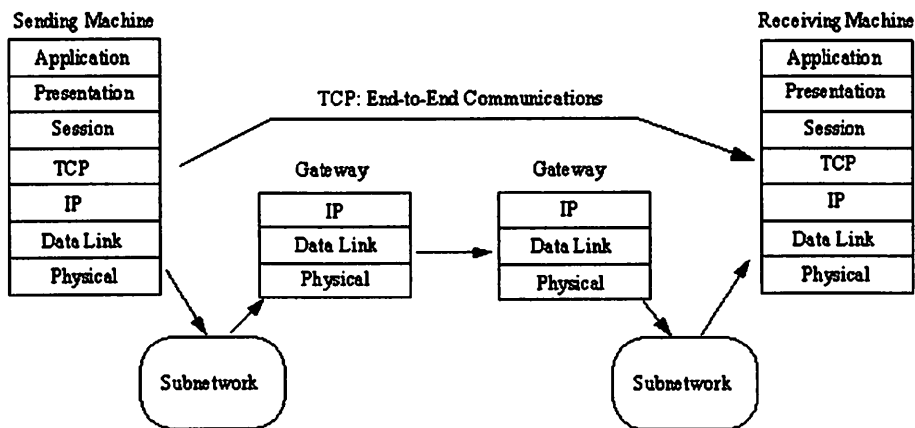 Sending Machine
Application
Presentation
Session
TCP
IP
Data Link
Physical
TCP: End-to-End Communications
Gateway
IP
Data Link
Physical
Gateway
IP
Data Link
Physical
Receiving Machine
Application
Presentation
Session
TCP
IP
Data Link
Physical
Subnetwork
Subnetwork